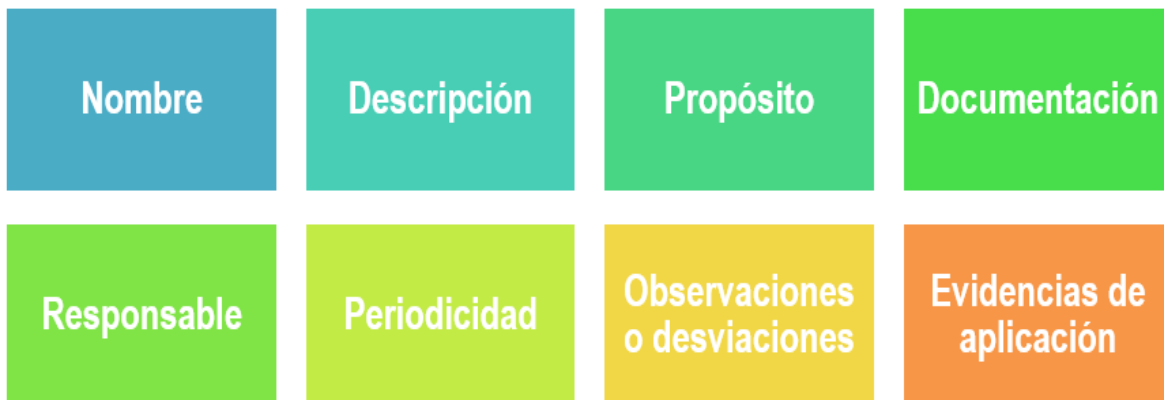 Nombre
Descripción
Propósito
Documentación
Responsable
Periodicidad
Observaciones
o desviaciones
Evidencias de
aplicación